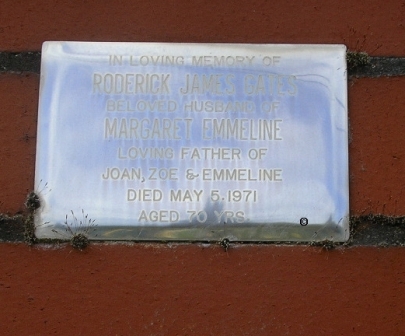 IN LOVING MEMORY OF
RODERICK JAMES BATES
BELOVED HUSBAND OF
MARGARET EMMELINE
LOVING FATHER OF
JOAN, ZOE & EMMELINE
DIED MAY 5. 1971
AGED 70 YRS.